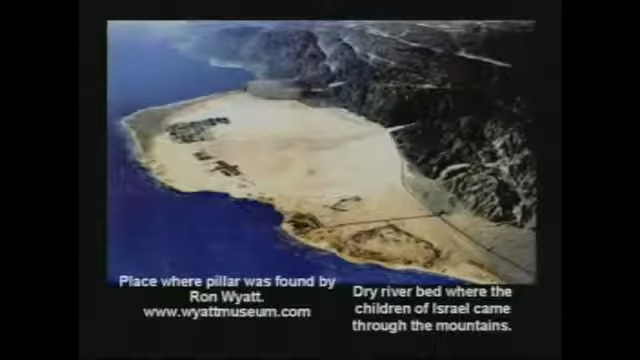 Place where pillar was found by
Ron Wyatt.
www.wyattmuseum.com
Dry river bed where the
children of Israel came
through the mountains.